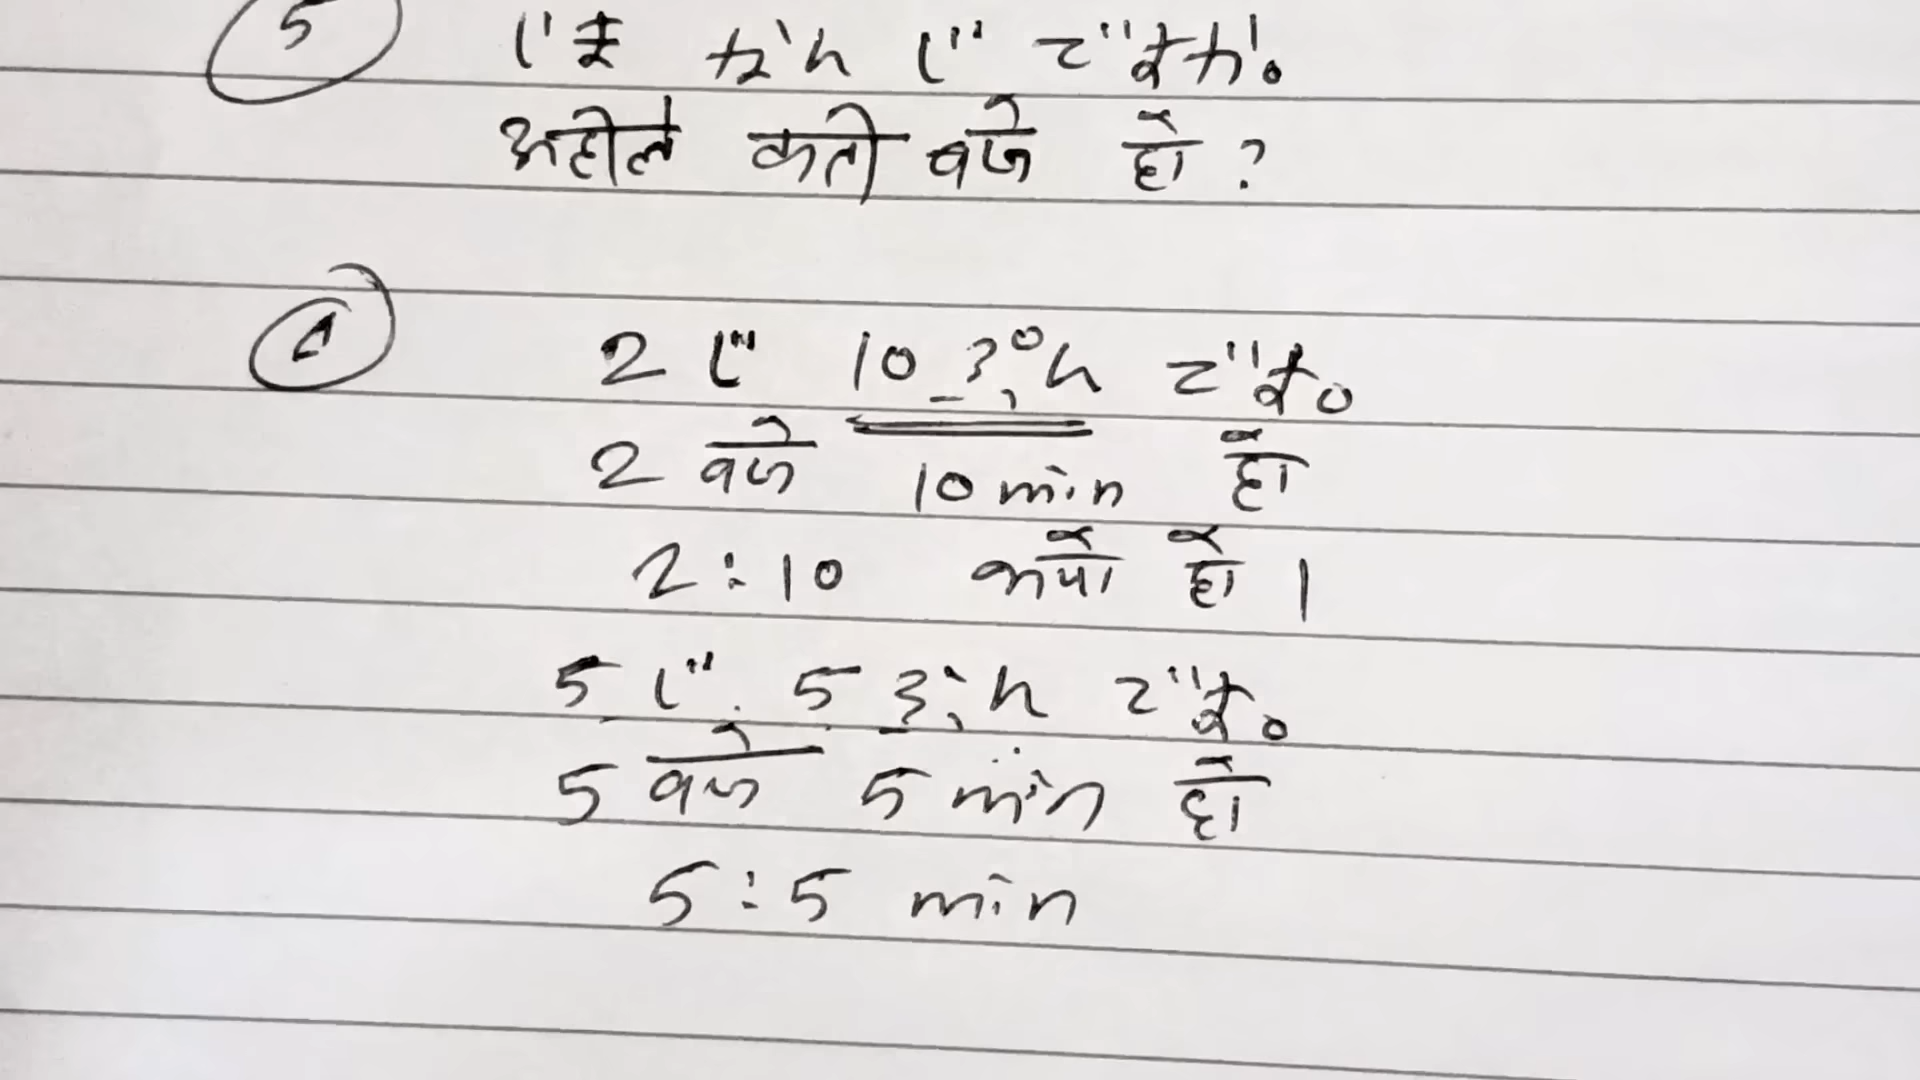 ⑤ いま なん じ ですか。
अहीले कती बजे हो ?
Ⓐ 2 じ 10 ぷん です。
2 बजे 10 min हो
2:10 भयो हो ।
5 じ 5 ふん です。
5 बजे 5 min हो
5:5 min